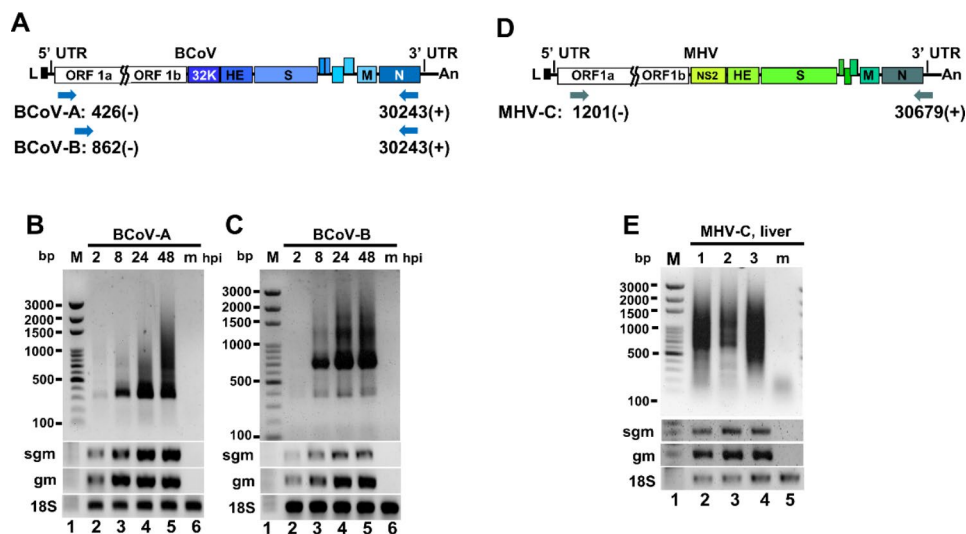 A
BCoV
5' UTR
3' UTR
L
ORF 1a
ORF 1b
32K
HE
S
M
N
An
BCoV-A: 426(-)
30243(+)
BCoV-B: 862(-)
30243(+)
D
MHV
5' UTR
3' UTR
L
ORF1a
ORF1b
NS2
HE
S
M
N
An
MHV-C: 1201(-)
30679(+)
B
BCoV-A
bp M 2 8 24 48 m hpi
3000
2000
1500
1000
500
100
sgm
gm
18S
1 2 3 4 5 6
C
BCoV-B
bp M 2 8 24 48 m hpi
3000
2000
1500
1000
500
100
1 2 3 4 5 6
E
MHV-C, liver
bp M 1 2 3 m
3000
2000
1500
1000
500
100
sgm
gm
18S
1 2 3 4 5